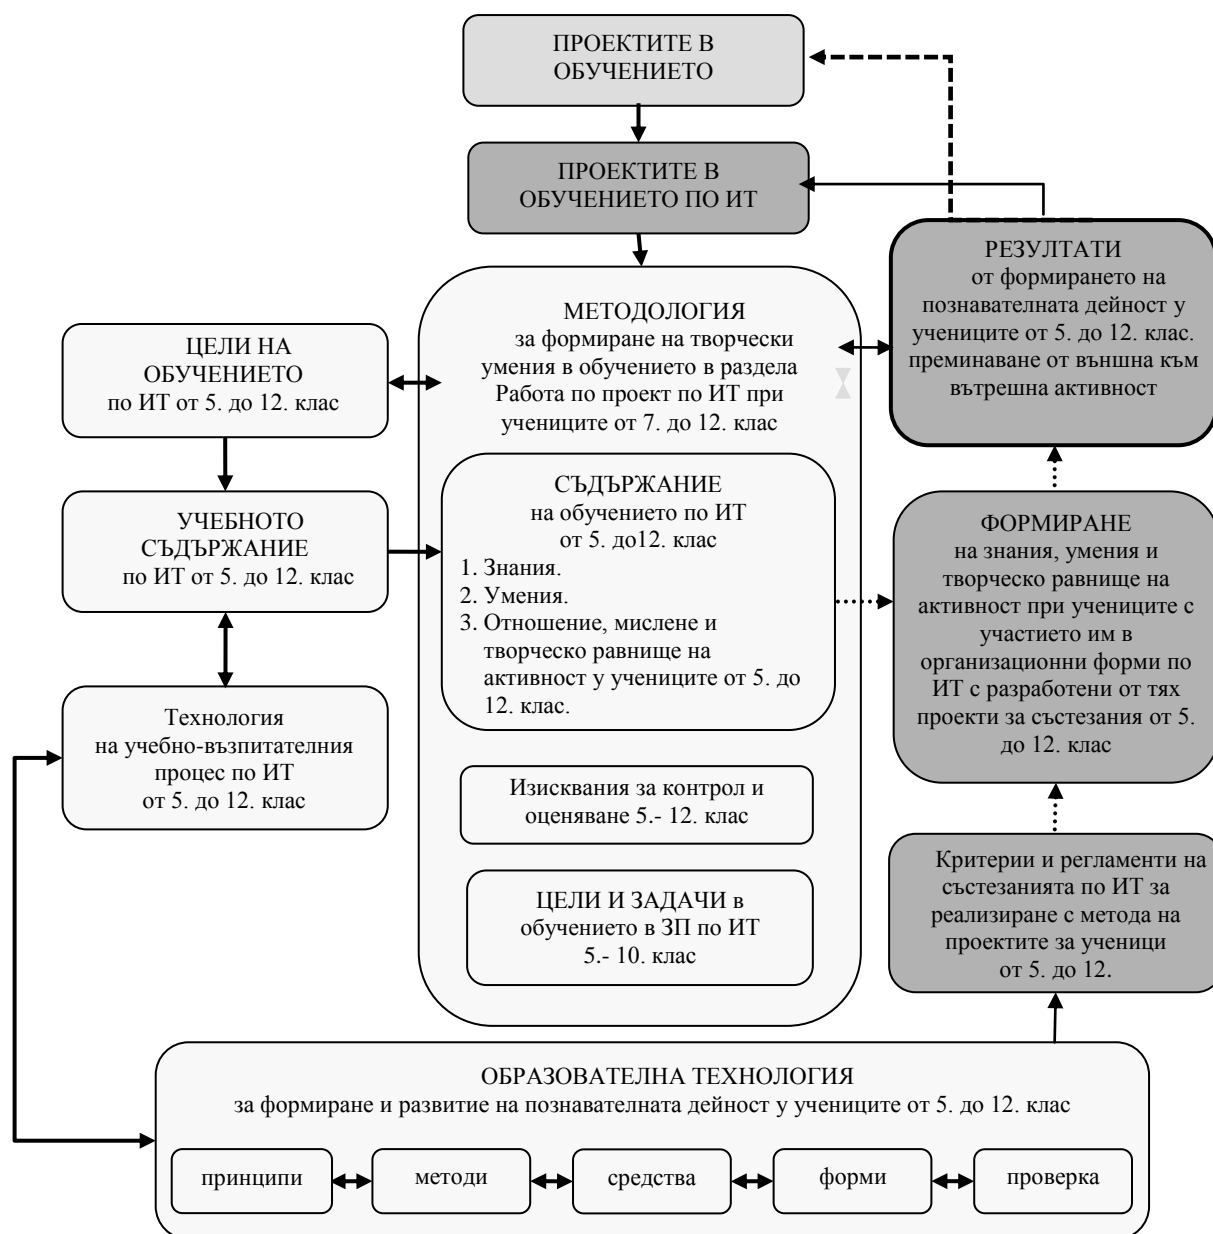 ПРОЕКТИТЕ В
ОБУЧЕНИЕТО
ПРОЕКТИТЕ В
ОБУЧЕНИЕТО ПО ИТ
МЕТОДОЛОГИЯ
за формиране на творчески
умения в обучението в раздела
Работа по проект по ИТ при
учениците от 7. до 12. клас
ЦЕЛИ НА
ОБУЧЕНИЕТО
по ИТ от 5. до 12. клас
РЕЗУЛТАТИ
от формирането на
познавателната дейност у
учениците от 5. до 12. клас.
преминаване от външна към
вътрешна активност
УЧЕБНОТО
СЪДЪРЖАНИЕ
по ИТ от 5. до 12. клас
СЪДЪРЖАНИЕ
на обучението по ИТ
от 5. до12. клас
1. Знания.
2. Умения.
3. Отношение, мислене и
творческо равнище на
активност у учениците от 5. до
12. клас.
ФОРМИРАНЕ
на знания, умения и
творческо равнище на
активност при учениците с
участието им в
организационни форми по
ИТ с разработени от тях
проекти за състезания от 5.
до 12. клас
Технология
на учебно-възпитателния
процес по ИТ
от 5. до 12. клас
Изисквания за контрол и
оценяване 5.- 12. клас
ЦЕЛИ И ЗАДАЧИ в
обучението в ЗП по ИТ
5.- 10. клас
Критерии и регламенти на
състезанията по ИТ за
реализиране с метода на
проектите за ученици
от 5. до 12.
ОБРАЗОВАТЕЛНА ТЕХНОЛОГИЯ
за формиране и развитие на познавателната дейност у учениците от 5. до 12. клас
принципи
методи
средства
форми
проверка